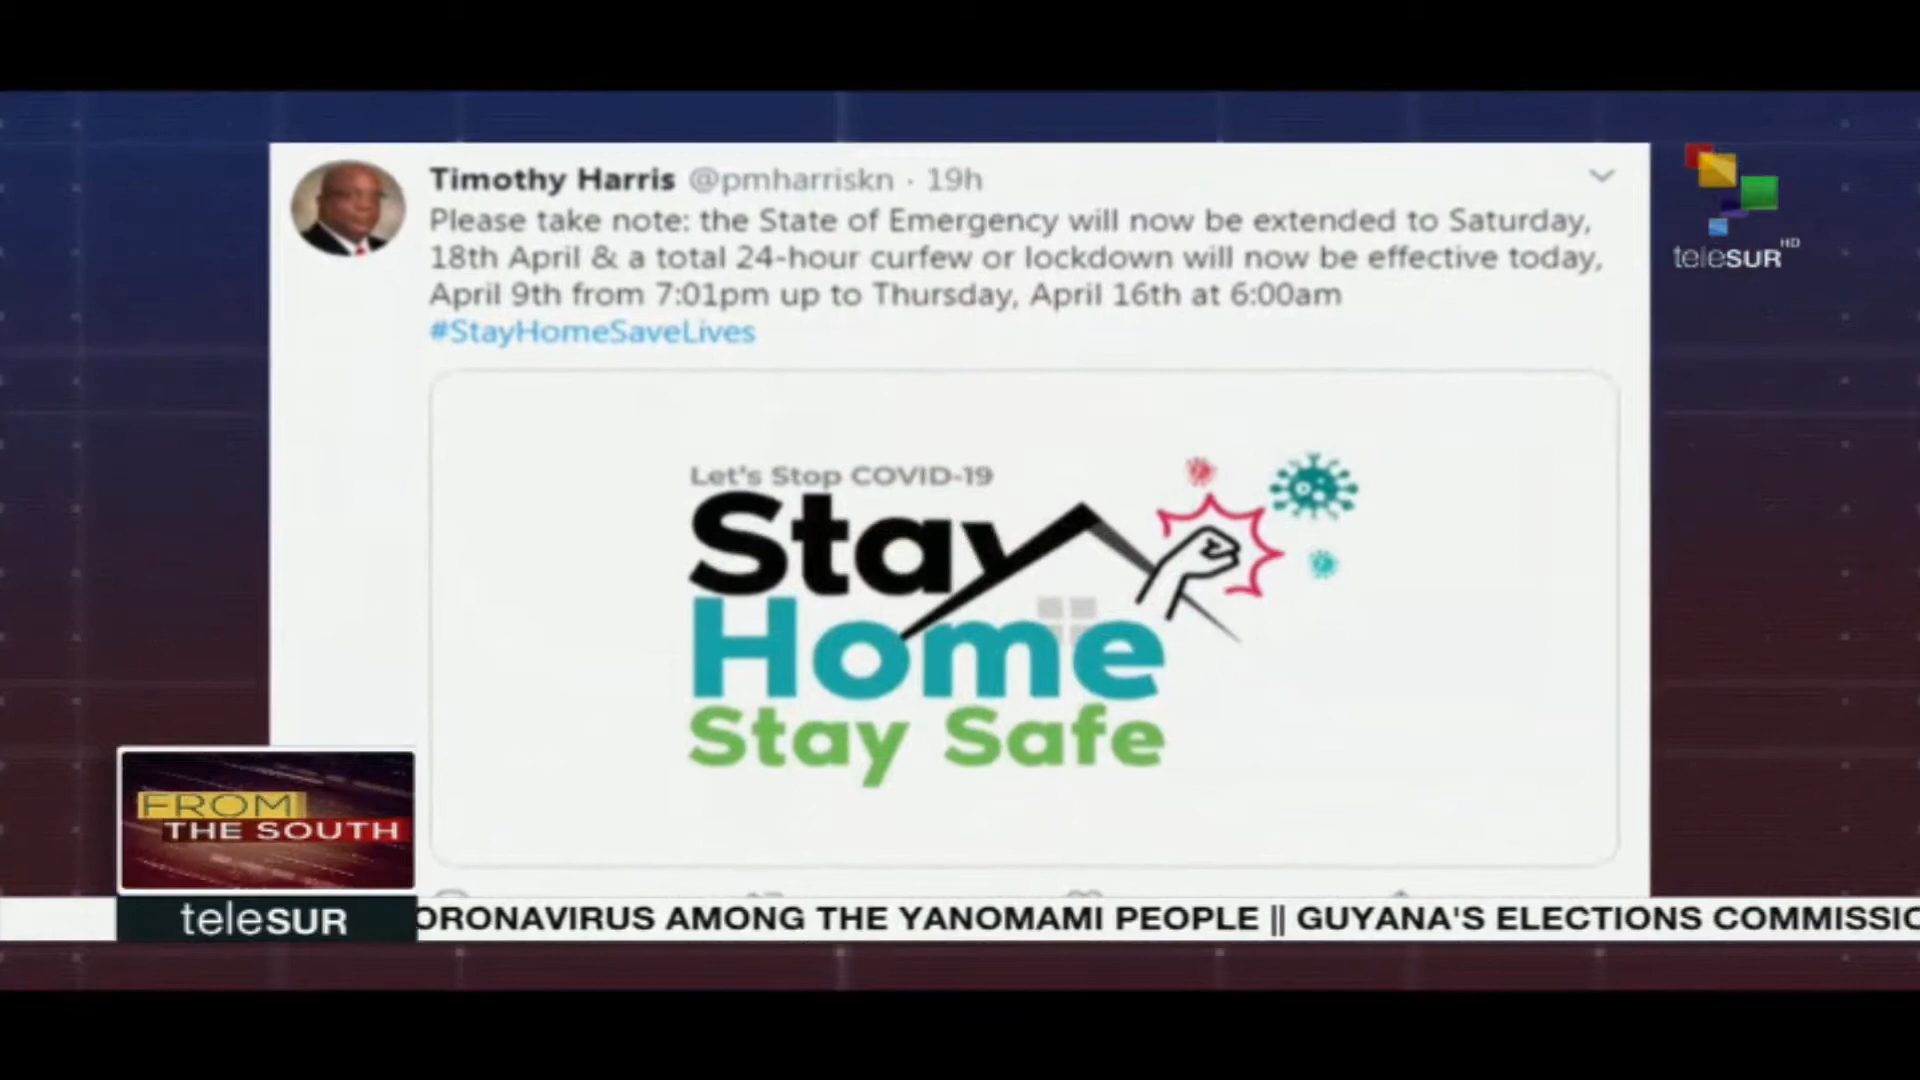 Timothy Harris @pmharriskn · 19h
Please take note: the State of Emergency will now be extended to Saturday,
18th April & a total 24-hour curfew or lockdown will now be effective today,
April 9th from 7:01pm up to Thursday, April 16th at 6:00am
#StayHomeSaveLives
teleSUR HD
Let's Stop COVID-19
Stay
Home
Stay Safe
FROM
THE SOUTH
teleSUR
ORONAVIRUS AMONG THE YANOMAMI PEOPLE || GUYANA'S ELECTIONS COMMISSIO